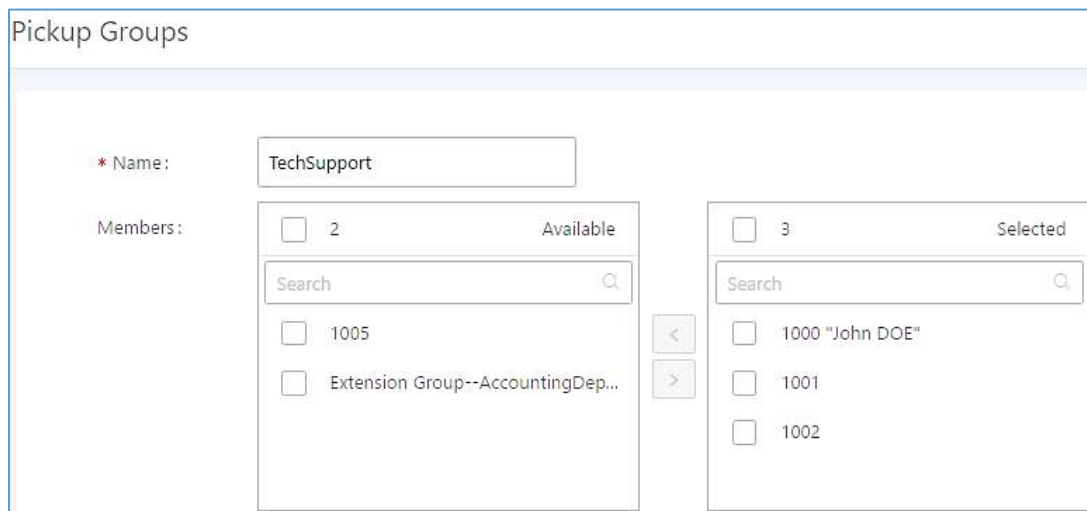 Pickup Groups
* Name: TechSupport
Members: 2 Available 3 Selected
Search Search
1005 < 1000 "John DOE"
Extension Group--AccountingDep... > 1001
1002